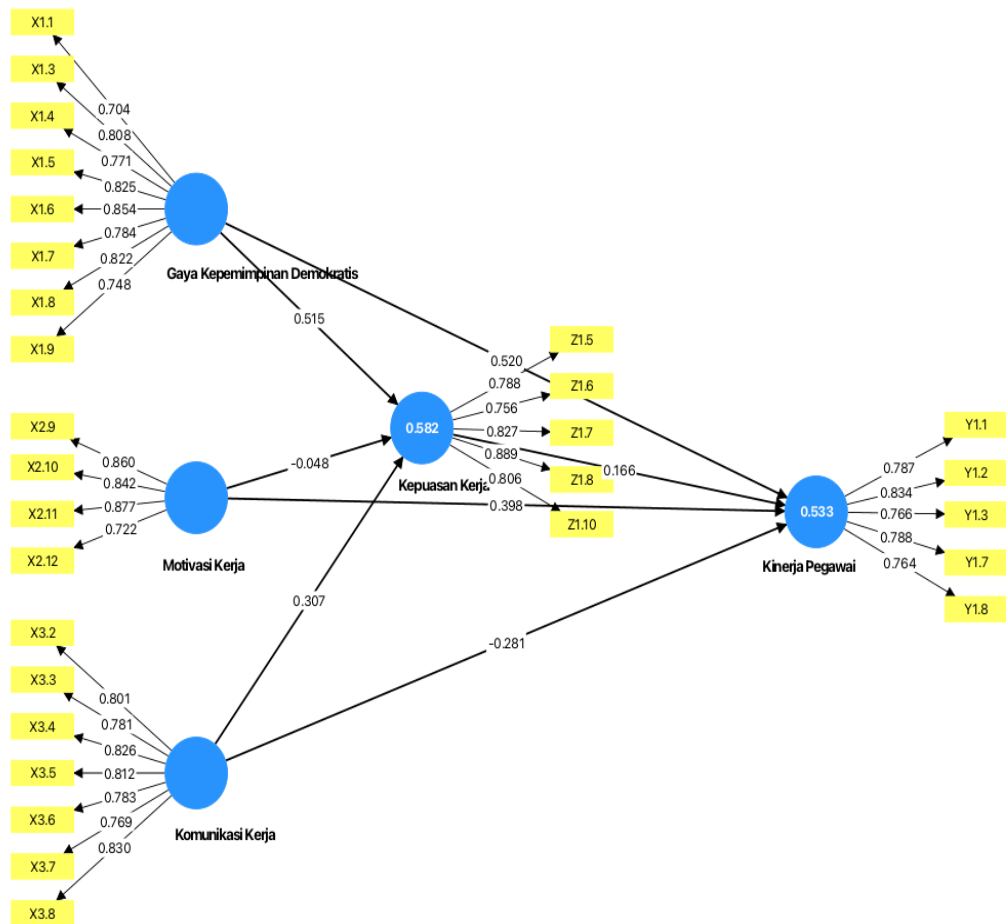 X1.1
X1.3
X1.4
X1.5
X1.6
X1.7
X1.8
X1.9
0.704
0.808
0.771
0.825
0.854
0.784
0.822
0.748
Gaya Kepemimpinan Demokratis
0.515
0.520
X2.9
X2.10
X2.11
X2.12
0.860
0.842
0.877
0.722
Motivasi Kerja
-0.048
0.398
0.582
Kepuasan Kerja
0.788
0.756
0.827
0.889
0.806
Z1.5
Z1.6
Z1.7
Z1.8
Z1.10
0.166
X3.2
X3.3
X3.4
X3.5
X3.6
X3.7
X3.8
0.801
0.781
0.826
0.812
0.783
0.769
0.830
Komunikasi Kerja
0.307
-0.281
0.533
Kinerja Pegawai
0.787
0.834
0.766
0.788
0.764
Y1.1
Y1.2
Y1.3
Y1.7
Y1.8